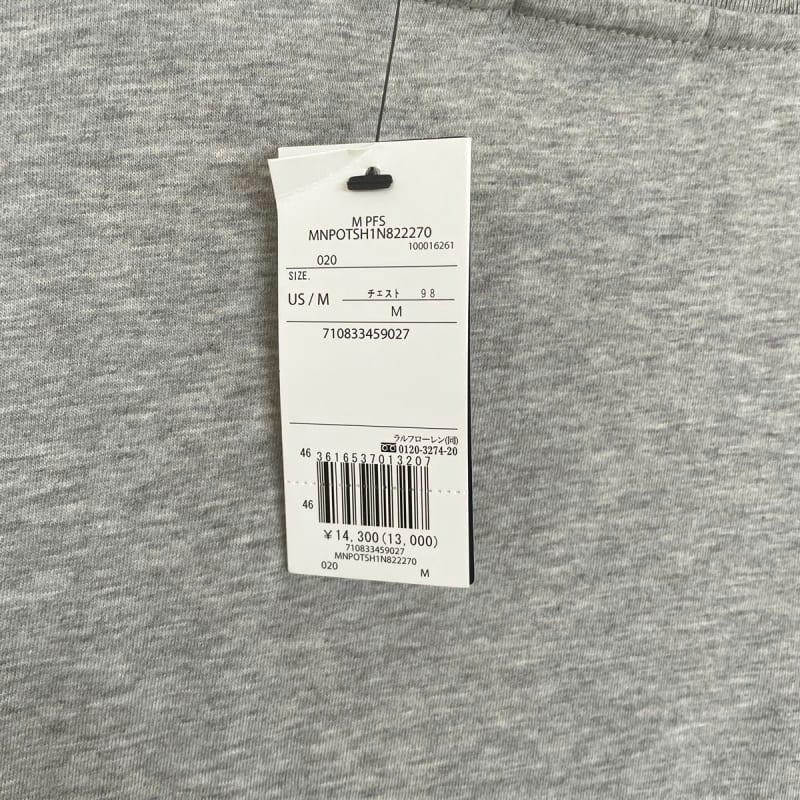 M PFS
MNPOTSH1N822270
100016261
020
SIZE.
US / M チェスト 98
M
710833459027
ラルフローレン(同)
0120-3274-20
46 3616537013207
46
¥14,300(13,000)
710833459027
MNPOTSH1N822270
020 M